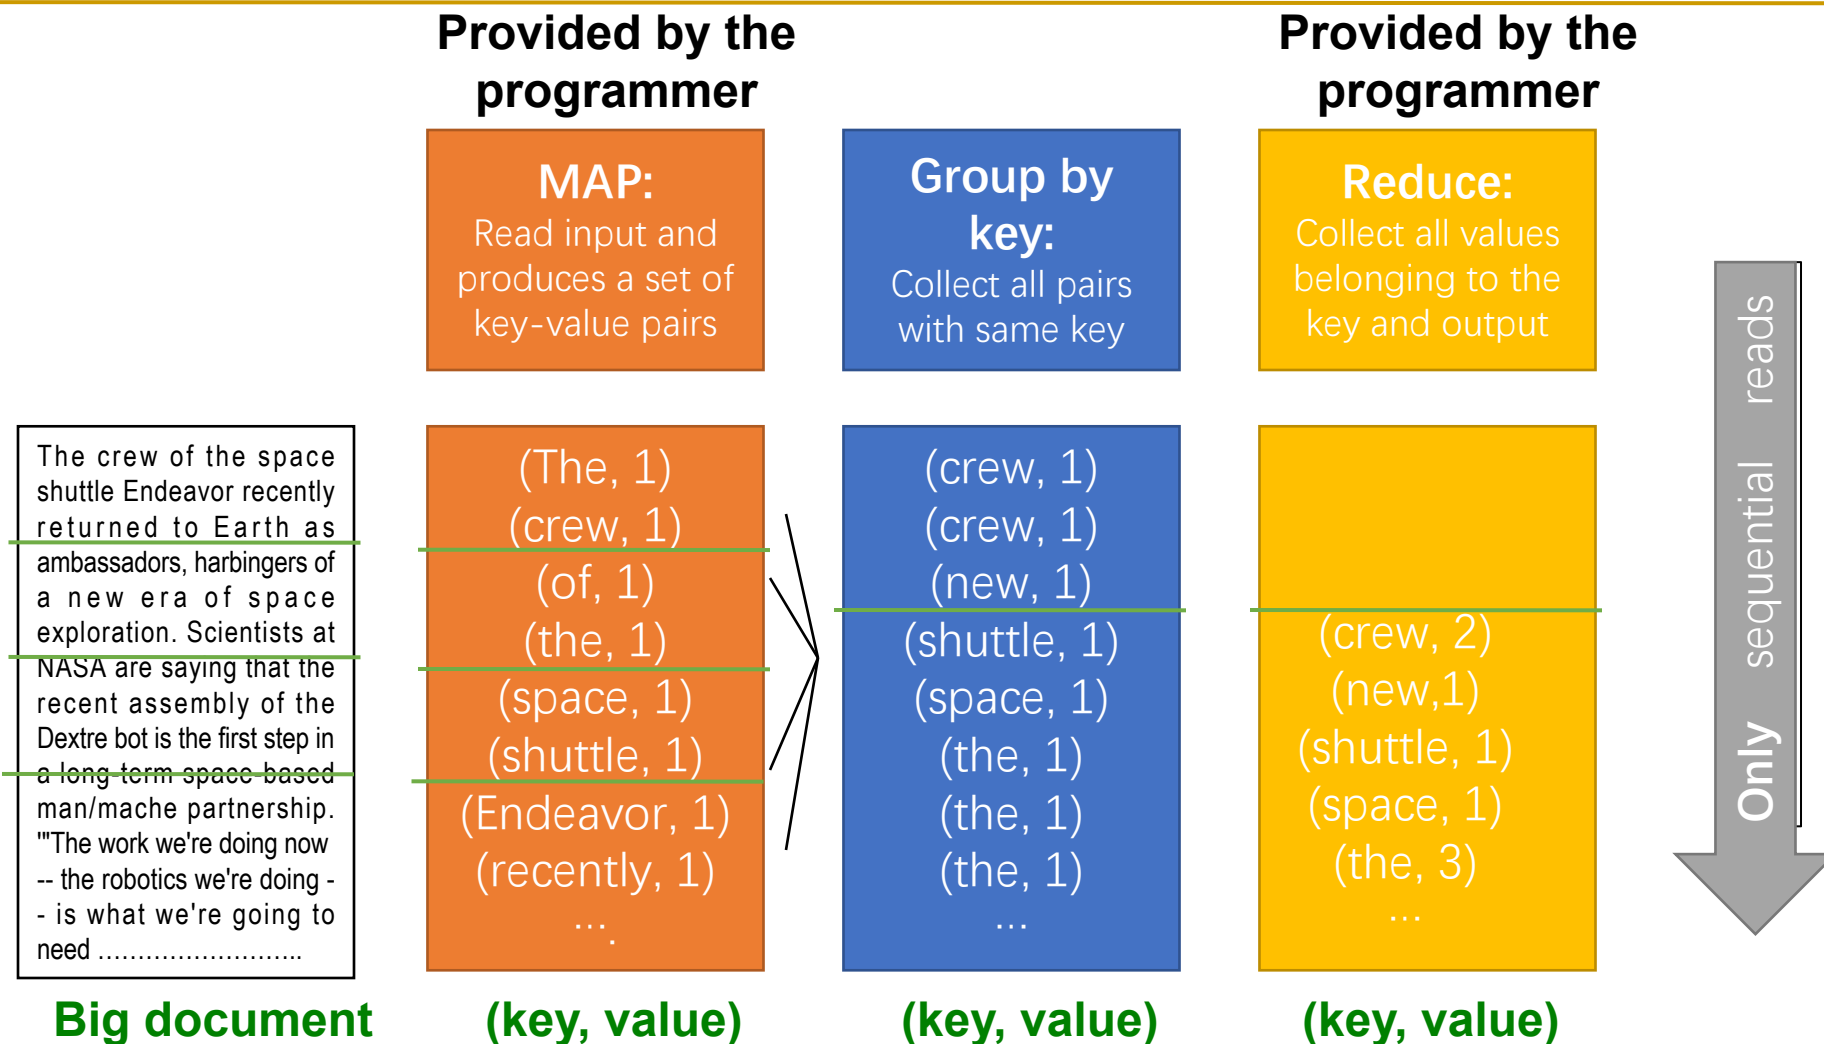 Provided by the
programmer
Provided by the
programmer
MAP:
Read input and
produces a set of
key-value pairs
Group by
key:
Collect all pairs
with same key
Reduce:
Collect all values
belonging to the
key and output
The crew of the space
shuttle Endeavor recently
returned to Earth as
ambassadors, harbingers of
a new era of space
exploration. Scientists at
NASA are saying that the
recent assembly of the
Dextre bot is the first step in
a long-term space-based
man/mache partnership.
'"The work we're doing now
-- the robotics we're doing -
- is what we're going to
need ..........................
(The, 1)
(crew, 1)
(of, 1)
(the, 1)
(space, 1)
(shuttle, 1)
(Endeavor, 1)
(recently, 1)
….
(crew, 1)
(crew, 1)
(new, 1)
(shuttle, 1)
(space, 1)
(the, 1)
(the, 1)
(the, 1)
…
(crew, 2)
(new,1)
(shuttle, 1)
(space, 1)
(the, 3)
…
Only sequential reads
Big document
(key, value)
(key, value)
(key, value)